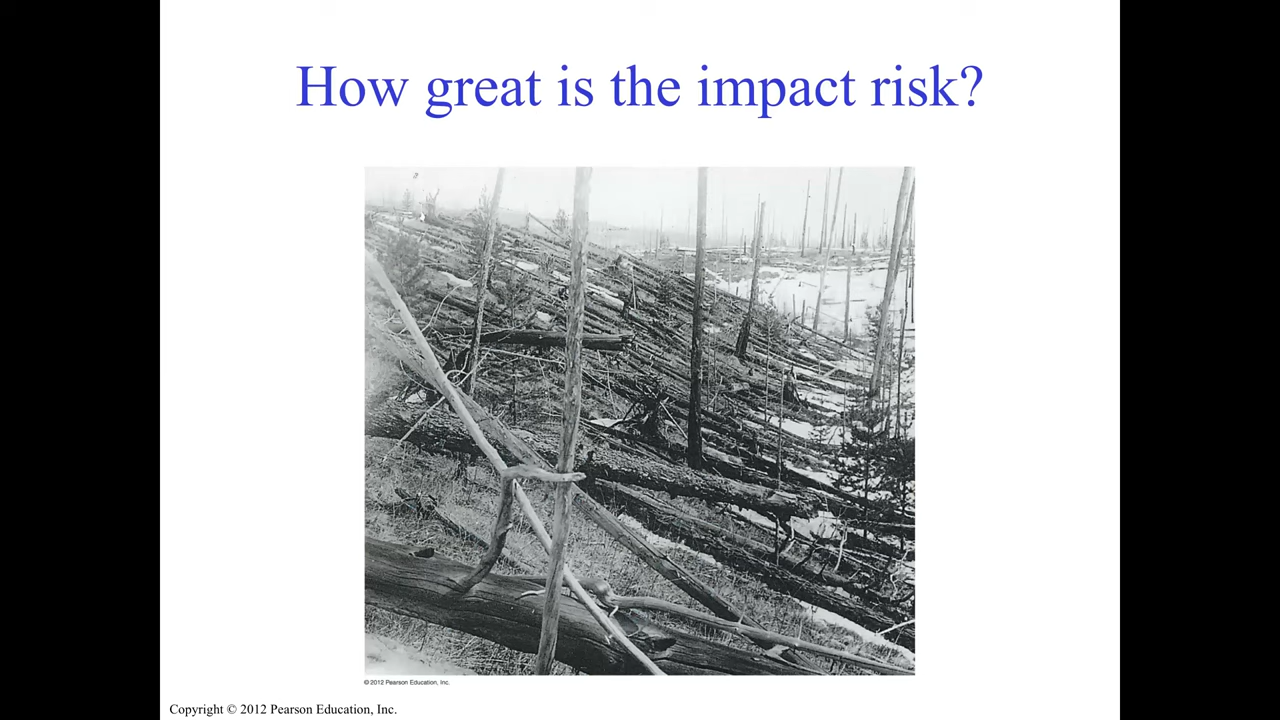 How great is the impact risk?
© 2012 Pearson Education, Inc.
Copyright © 2012 Pearson Education, Inc.